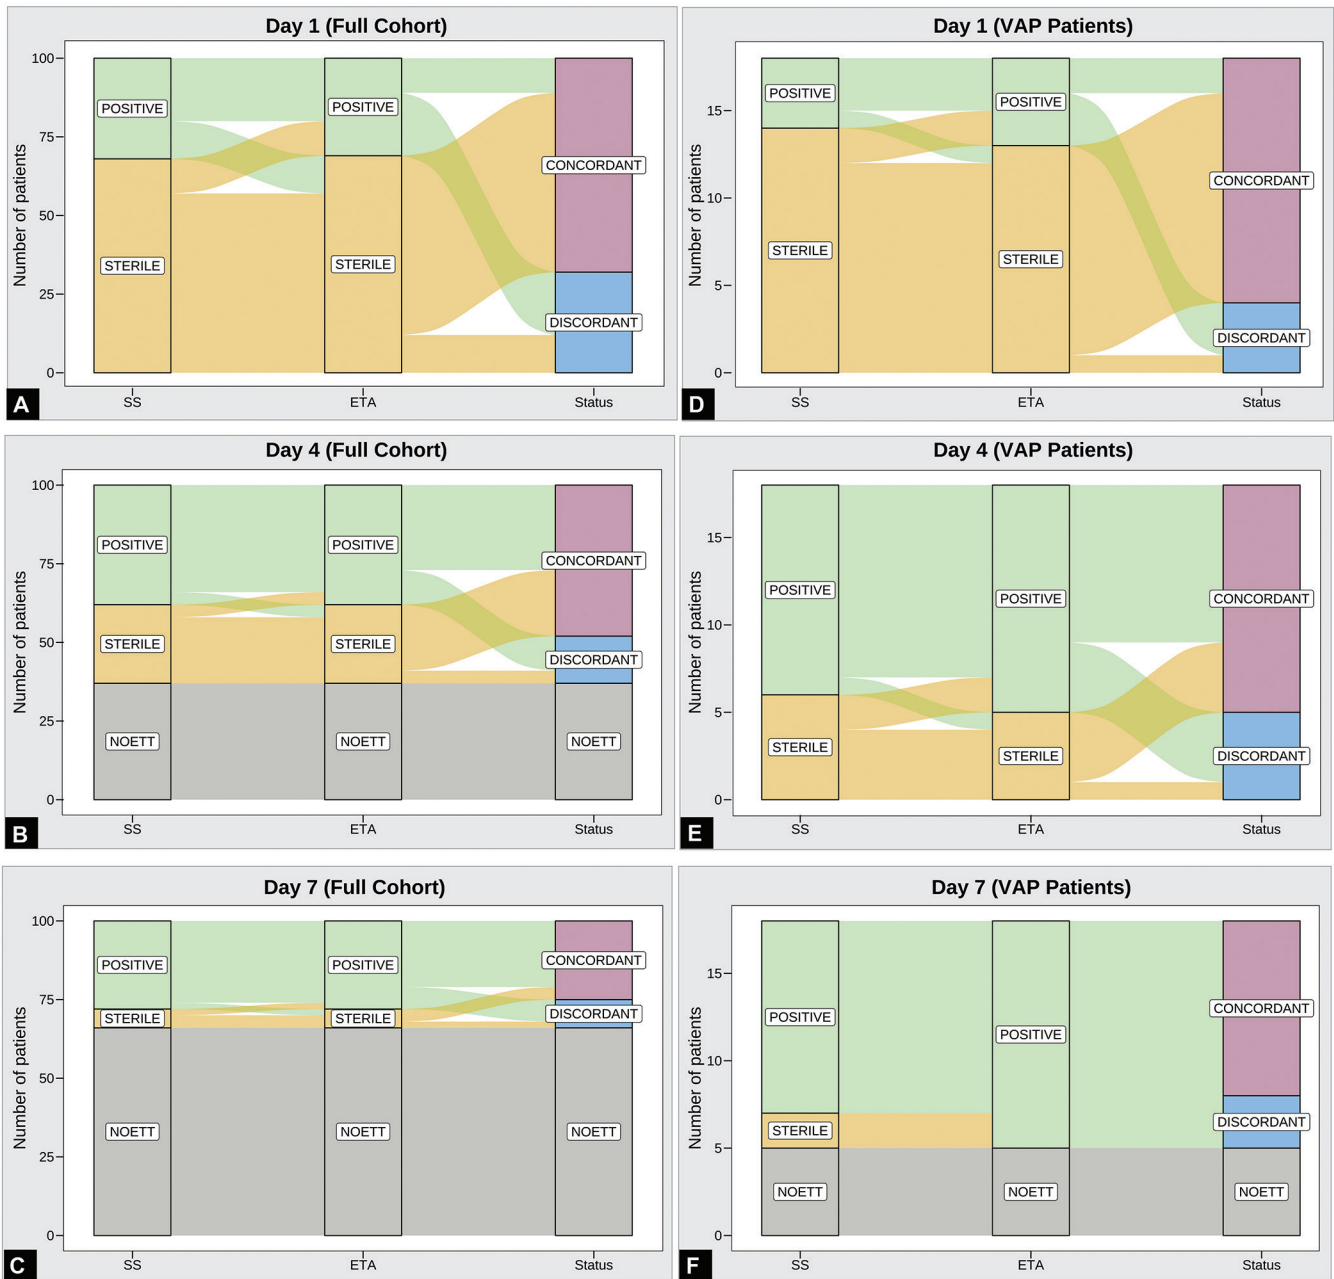 Day 1 (Full Cohort)
Number of patients
100
75
50
25
0
POSITIVE
STERILE
POSITIVE
STERILE
CONCORDANT
DISCORDANT
SS
ETA
Status
A
Day 1 (VAP Patients)
Number of patients
15
10
5
0
POSITIVE
STERILE
POSITIVE
STERILE
CONCORDANT
DISCORDANT
SS
ETA
Status
D
Day 4 (Full Cohort)
Number of patients
100
75
50
25
0
POSITIVE
STERILE
NOETT
POSITIVE
STERILE
NOETT
CONCORDANT
DISCORDANT
NOETT
SS
ETA
Status
B
Day 4 (VAP Patients)
Number of patients
15
10
5
0
POSITIVE
STERILE
POSITIVE
STERILE
CONCORDANT
DISCORDANT
SS
ETA
Status
E
Day 7 (Full Cohort)
Number of patients
100
75
50
25
0
POSITIVE
STERILE
NOETT
POSITIVE
STERILE
NOETT
CONCORDANT
DISCORDANT
NOETT
SS
ETA
Status
C
Day 7 (VAP Patients)
Number of patients
15
10
5
0
POSITIVE
STERILE
NOETT
POSITIVE
NOETT
CONCORDANT
DISCORDANT
NOETT
SS
ETA
Status
F